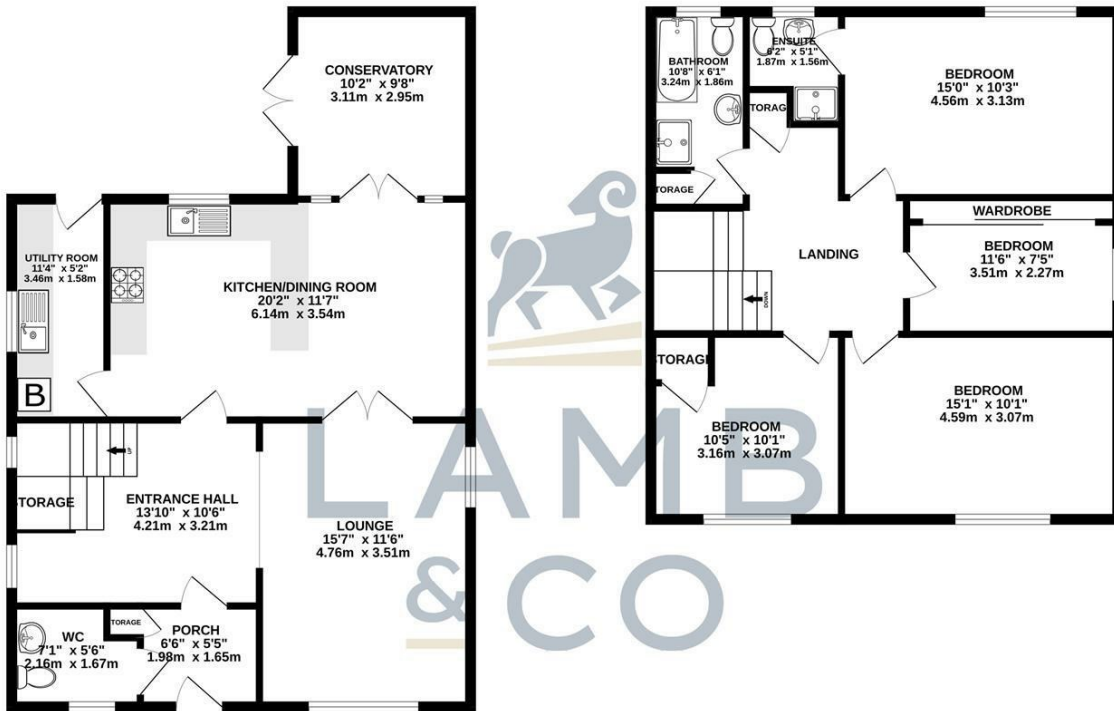 CONSERVATORY
10'2" x 9'8"
3.11m x 2.95m
UTILITY ROOM
11'4" x 5'2"
3.46m x 1.58m
KITCHEN/DINING ROOM
20'2" x 11'7"
6.14m x 3.54m
B
UP
STORAGE
ENTRANCE HALL
13'10" x 10'6"
4.21m x 3.21m
LOUNGE
15'7" x 11'6"
4.76m x 3.51m
WC
7'1" x 5'6"
2.16m x 1.67m
TORAGE
PORCH
6'6" x 5'5"
1.98m x 1.65m
BATHROOM
10'8" x 6'1"
3.24m x 1.86m
ENSUITE
6'2" x 5'1"
1.87m x 1.56m
TORAG
STORAGE
BEDROOM
15'0" x 10'3"
4.56m x 3.13m
WARDROBE
BEDROOM
11'6" x 7'5"
3.51m x 2.27m
LANDING
DOWN
STORAGE
BEDROOM
10'5" x 10'1"
3.16m x 3.07m
BEDROOM
15'1" x 10'1"
4.59m x 3.07m
LAMB
&CO